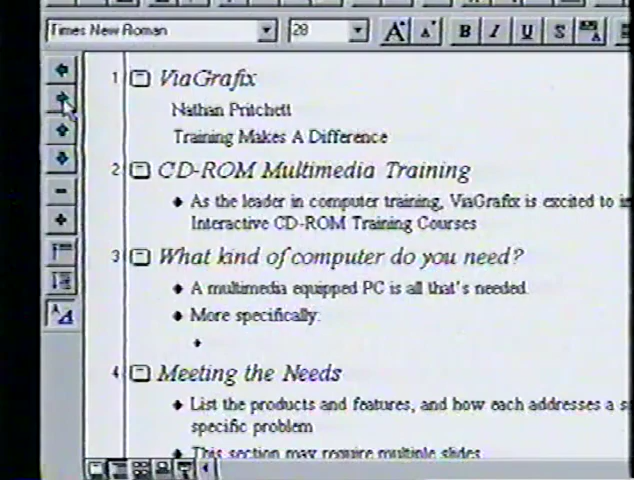 Times New Roman 28 A A B I U S
1 ViaGrafix
Nathan Pritchett
Training Makes A Difference
2 CD-ROM Multimedia Training
As the leader in computer training, ViaGrafix is excited to
Interactive CD-ROM Training Courses
3 What kind of computer do you need?
A multimedia equipped PC is all that's needed.
More specifically:
4 Meeting the Needs
List the products and features, and how each addresses a
specific problem
This section may require multiple slides